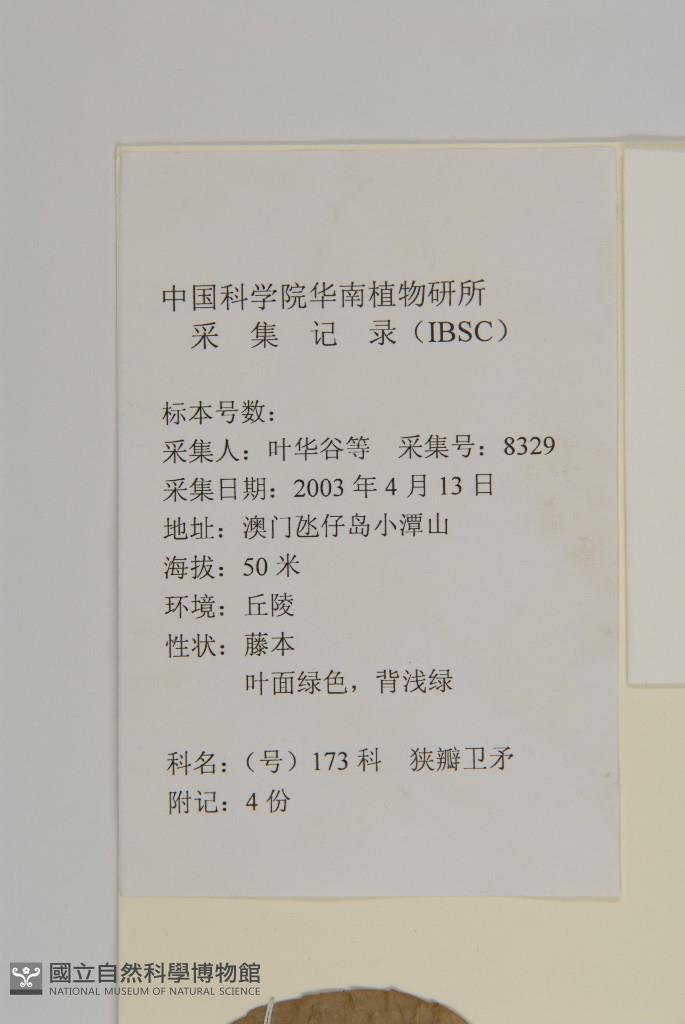 中国科学院华南植物研所
采 集 记 录（IBSC）
标本号数：
采集人：叶华谷等 采集号：8329
采集日期：2003 年 4 月 13 日
地址：澳门氹仔岛小潭山
海拔：50 米
环境：丘陵
性状：藤本
叶面绿色，背浅绿
科名：（号）173 科 狭瓣卫矛
附记：4 份
國立自然科學博物館
NATIONAL MUSEUM OF NATURAL SCIENCE